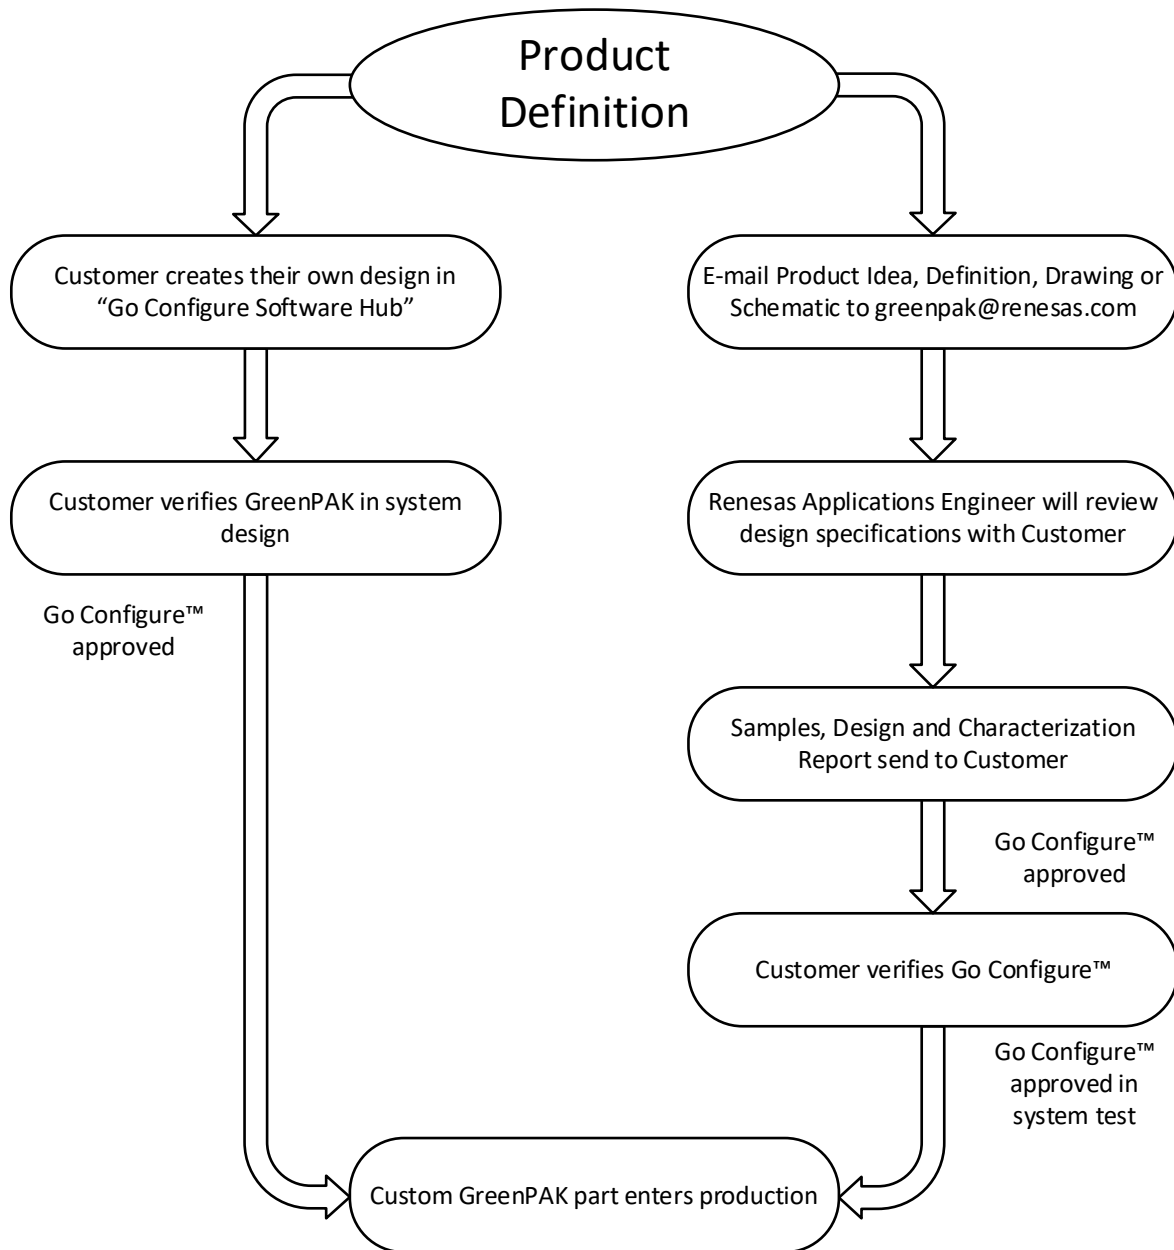 Product
Definition
Customer creates their own design in
“Go Configure Software Hub”
E-mail Product Idea, Definition, Drawing or
Schematic to greenpak@renesas.com
Customer verifies GreenPAK in system
design
Renesas Applications Engineer will review
design specifications with Customer
Go Configure™
approved
Samples, Design and Characterization
Report send to Customer
Go Configure™
approved
Customer verifies Go Configure™
Go Configure™
approved in
system test
Custom GreenPAK part enters production